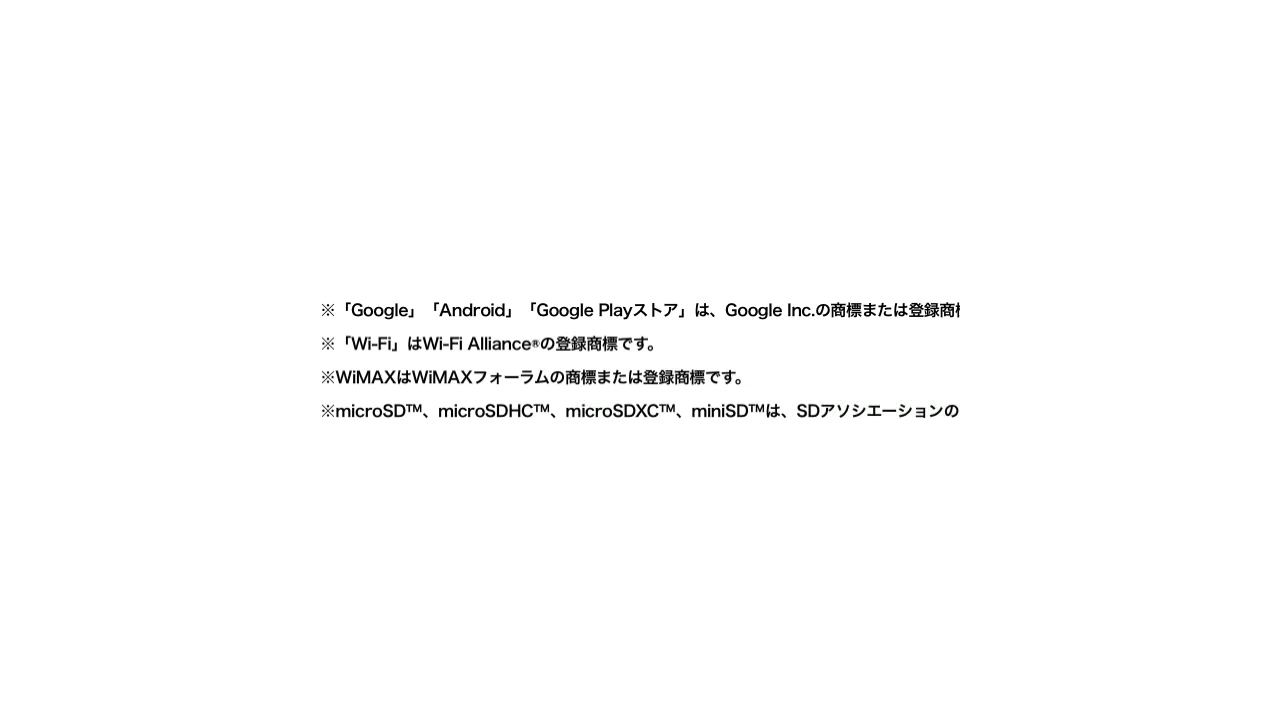 ※「Google」「Android」「Google Playストア」は、Google Inc.の商標または登録商
※「Wi-Fi」はWi-Fi Alliance®の登録商標です。
※WiMAXはWiMAXフォーラムの商標または登録商標です。
※microSD™、microSDHC™、microSDXC™、miniSD™は、SDアソシエーションの